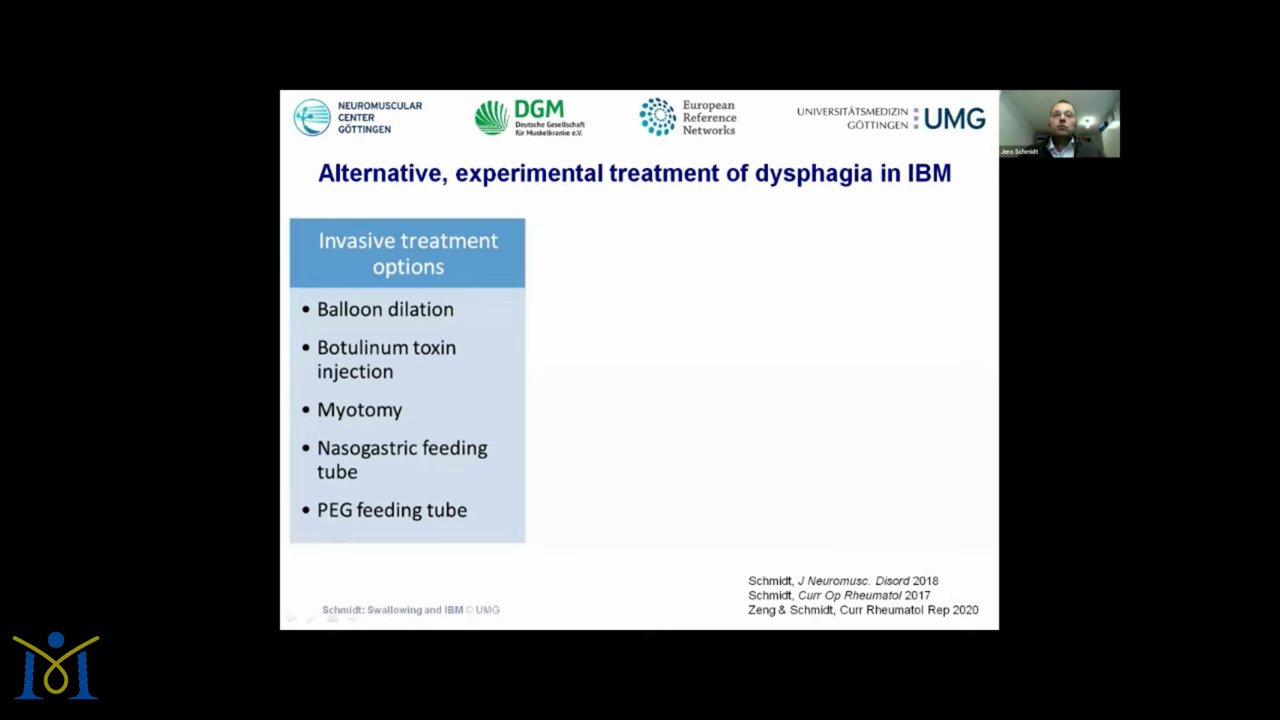 NEUROMUSCULAR
CENTER
GÖTTINGEN
DGM
Deutsche Gesellschaft
für Muskelkranke e.V.
European
Reference
Networks
UNIVERSITÄTSMEDIZIN
GÖTTINGEN
UMG
Jens Schmidt
Alternative, experimental treatment of dysphagia in IBM
Invasive treatment
options
• Balloon dilation
• Botulinum toxin
injection
• Myotomy
• Nasogastric feeding
tube
• PEG feeding tube
Schmidt, J Neuromusc. Disord 2018
Schmidt, Curr Op Rheumatol 2017
Zeng & Schmidt, Curr Rheumatol Rep 2020
Schmidt: Swallowing and IBM © UMG